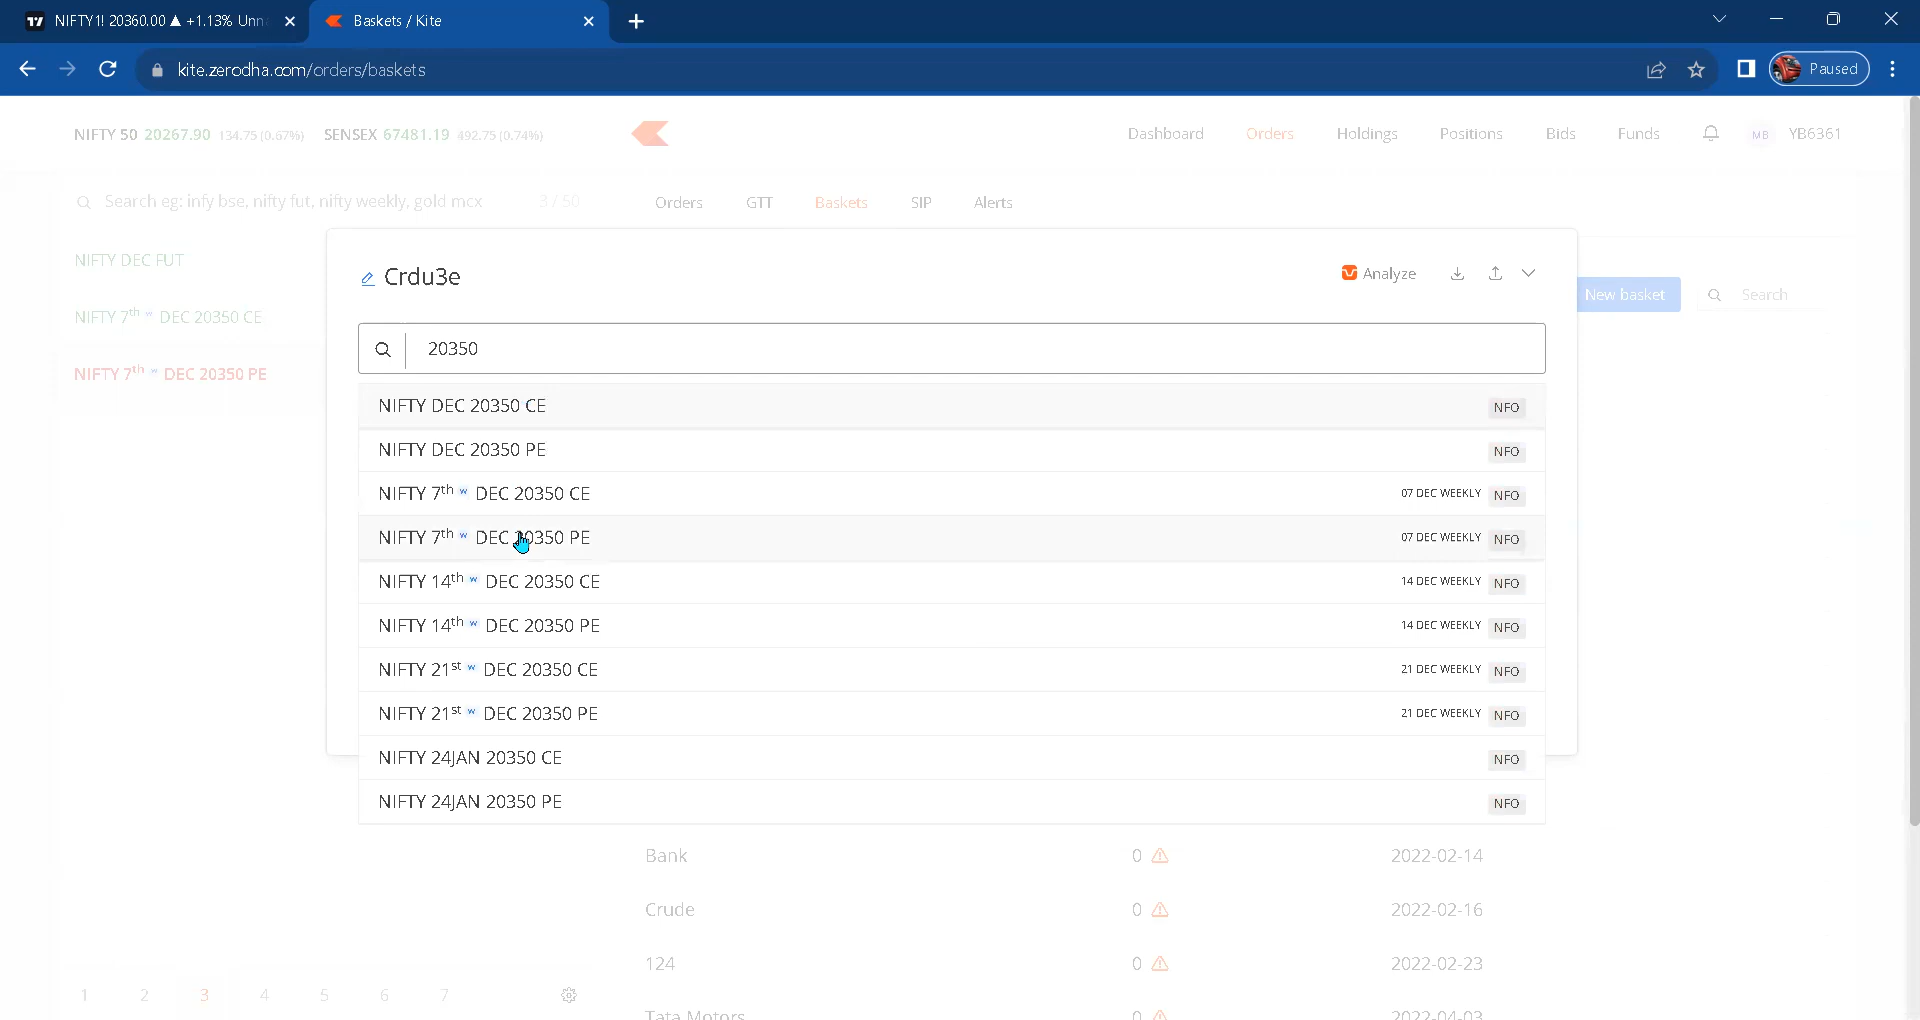 NIFTY1! 20360.00 ▲ +1.13% Unna
Baskets / Kite
kite.zerodha.com/orders/baskets
Paused
NIFTY 50 20267.90 134.75 (0.67%) SENSEX 67481.19 492.75 (0.74%)
Dashboard Orders Holdings Positions Bids Funds MB YB6361
Search eg: infy bse, nifty fut, nifty weekly, gold mcx 3 / 50
Orders GTT Baskets SIP Alerts
NIFTY DEC FUT
NIFTY 7th w DEC 20350 CE
NIFTY 7th w DEC 20350 PE
Crdu3e
Analyze
New basket
Search
20350
NIFTY DEC 20350 CE NFO
NIFTY DEC 20350 PE NFO
NIFTY 7th w DEC 20350 CE 07 DEC WEEKLY NFO
NIFTY 7th w DEC 20350 PE 07 DEC WEEKLY NFO
NIFTY 14th w DEC 20350 CE 14 DEC WEEKLY NFO
NIFTY 14th w DEC 20350 PE 14 DEC WEEKLY NFO
NIFTY 21st w DEC 20350 CE 21 DEC WEEKLY NFO
NIFTY 21st w DEC 20350 PE 21 DEC WEEKLY NFO
NIFTY 24JAN 20350 CE NFO
NIFTY 24JAN 20350 PE NFO
Bank 0 2022-02-14
Crude 0 2022-02-16
124 0 2022-02-23
Tata Motors 0 2022-04-03
1 2 3 4 5 6 7